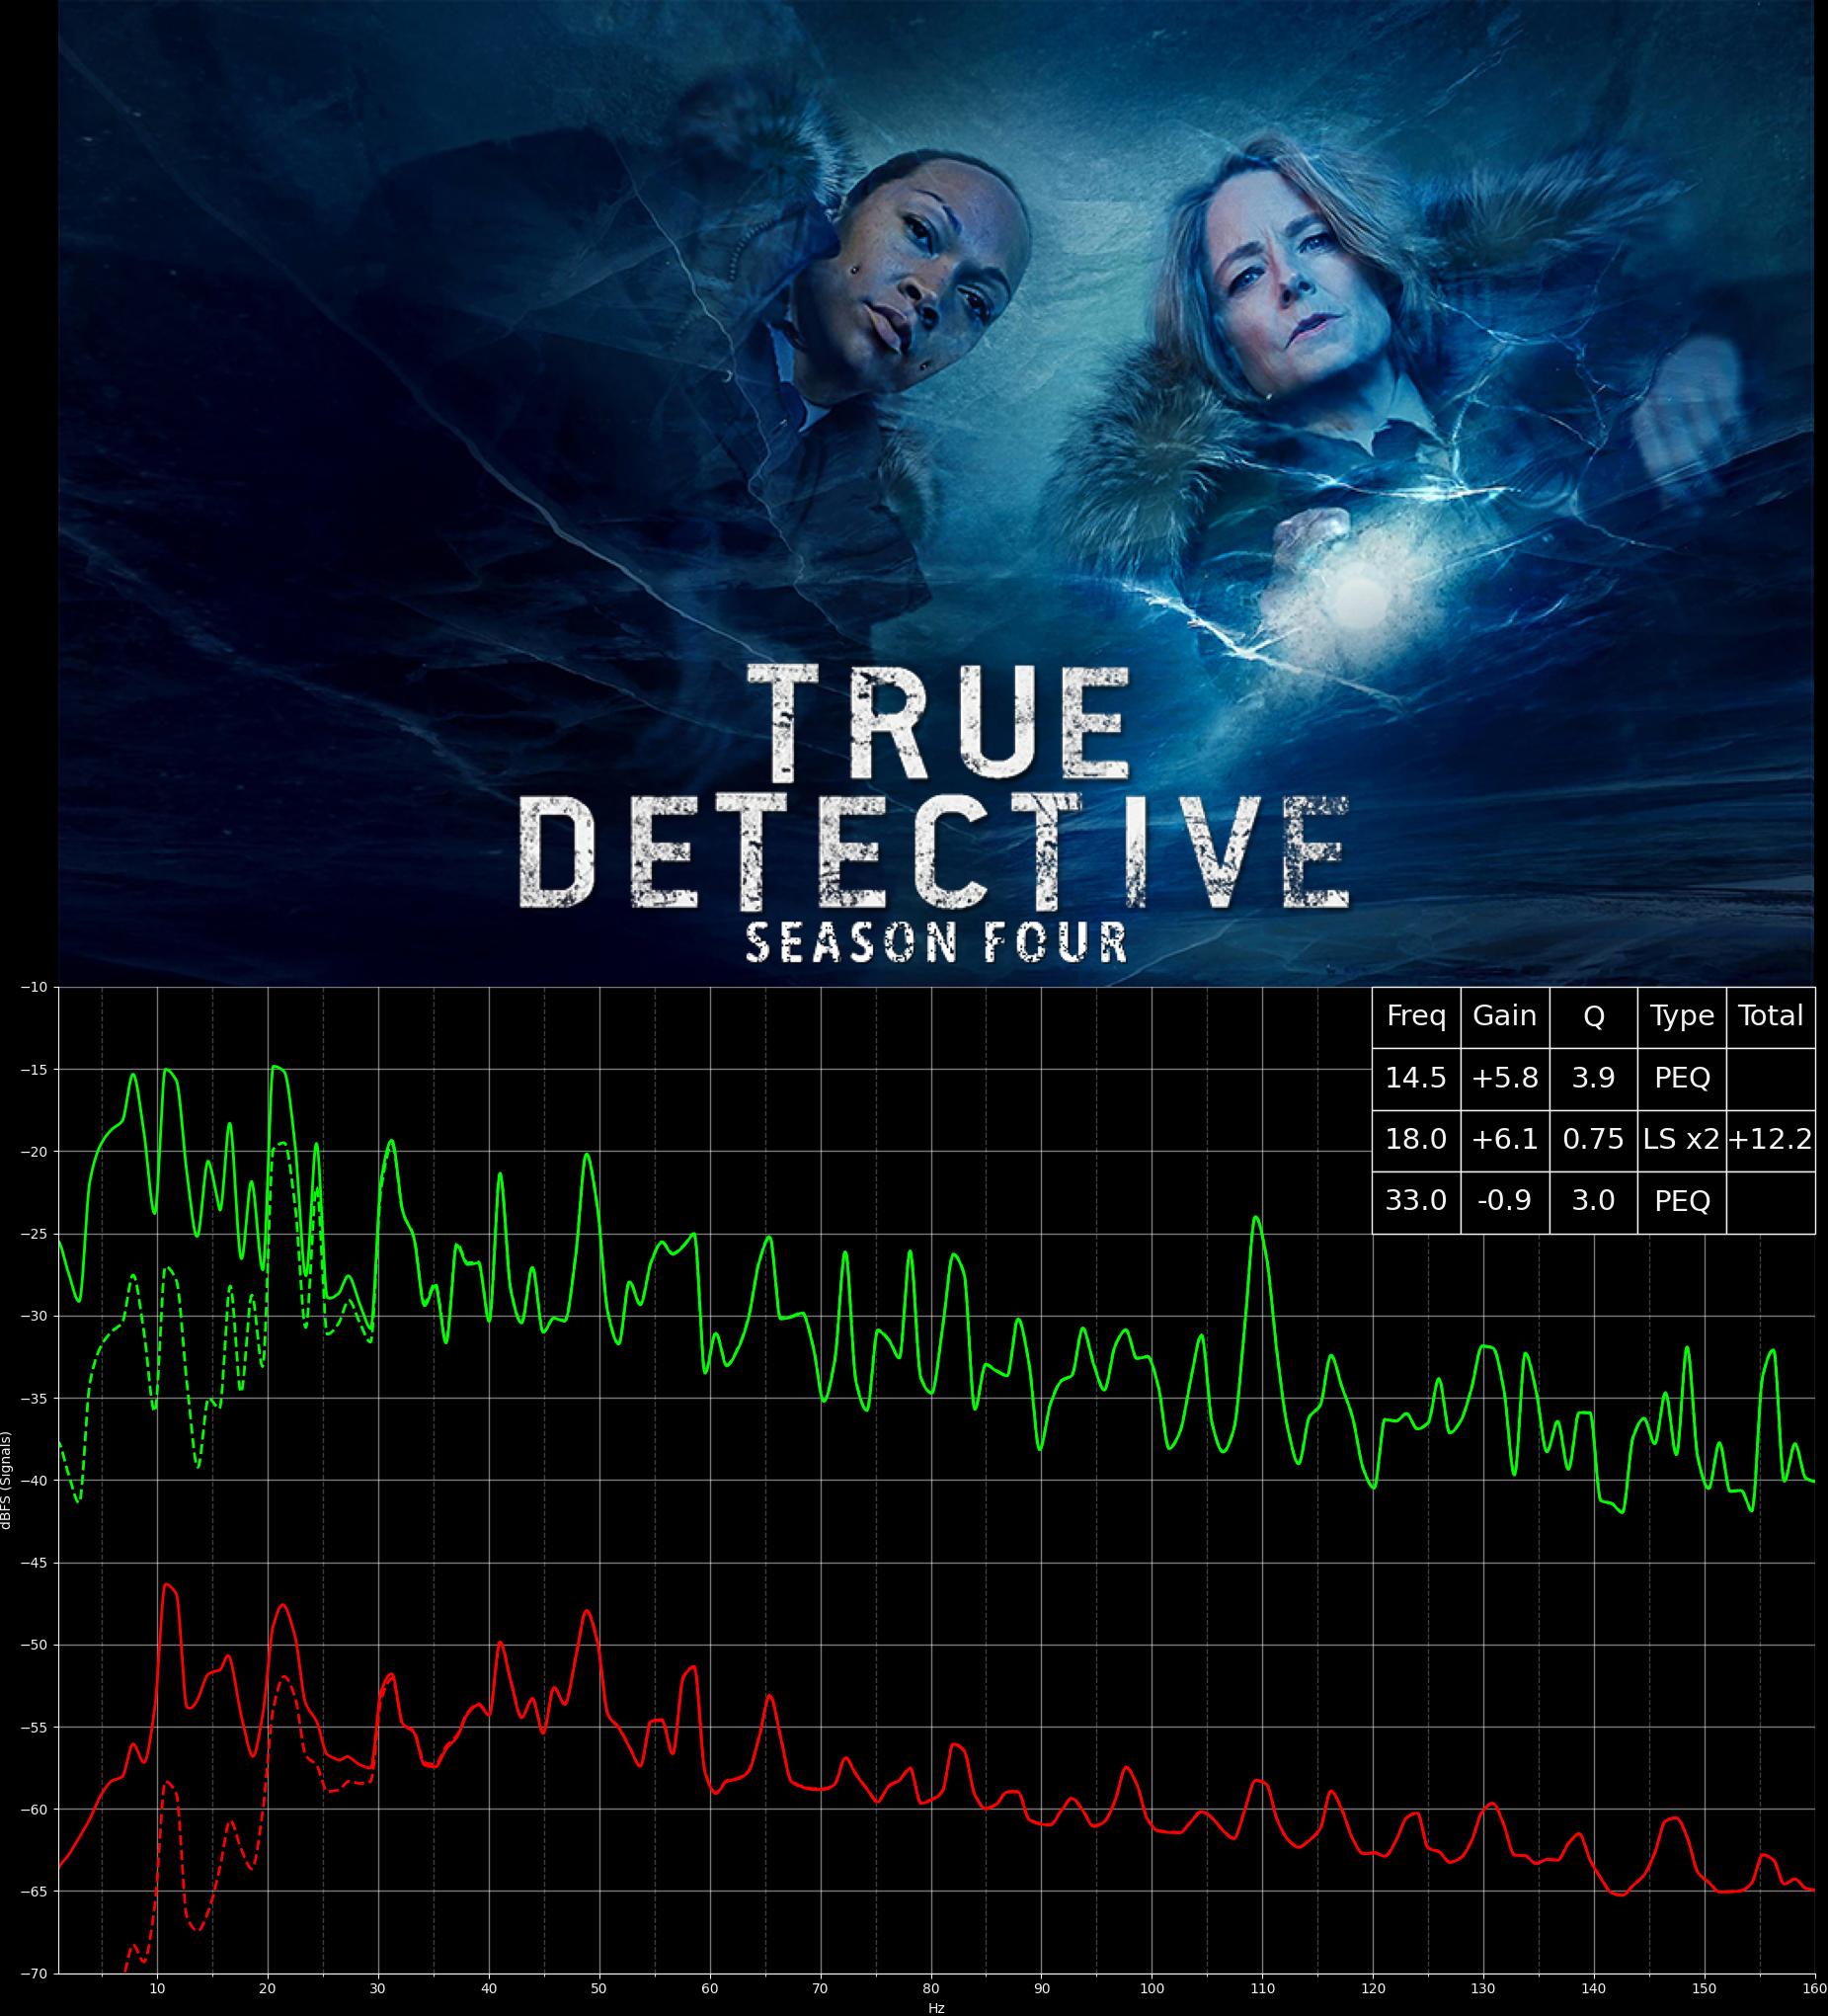 TRUE
DETECTIVE
SEASON FOUR
Freq Gain Q Type Total
14.5 +5.8 3.9 PEQ
18.0 +6.1 0.75 LS x2 +12.2
33.0 -0.9 3.0 PEQ
−10
−15
−20
−25
−30
−35
−40
−45
−50
−55
−60
−65
−70
dBFS (Signals)
10 20 30 40 50 60 70 80 90 100 110 120 130 140 150 160
Hz